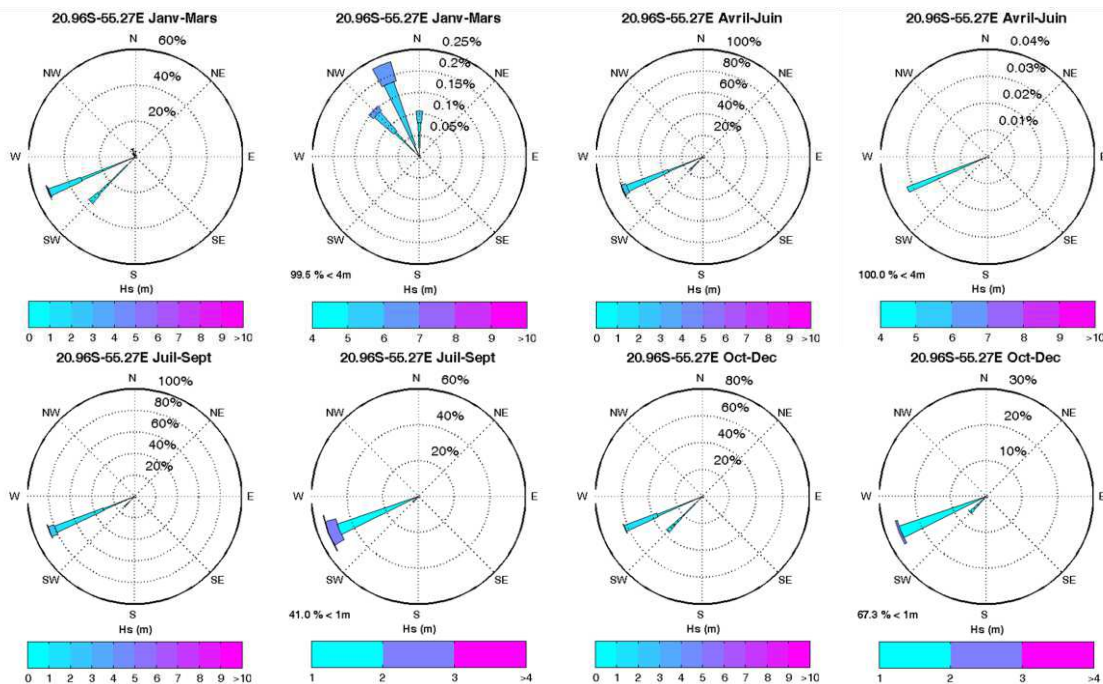 20.96S-55.27E Janv-Mars
N
60%
NW
NE
40%
20%
W
E
SW
SE
S
Hs (m)
0 1 2 3 4 5 6 7 8 9 >10
20.96S-55.27E Janv-Mars
N
0.25%
NW
0.2%
NE
0.15%
0.1%
0.05%
W
E
SW
SE
S
99.5 % < 4m
Hs (m)
4 5 6 7 8 9 >10
20.96S-55.27E Avril-Juin
N
100%
NW
80%
NE
60%
40%
20%
W
E
SW
SE
S
Hs (m)
0 1 2 3 4 5 6 7 8 9 >10
20.96S-55.27E Avril-Juin
N
0.04%
NW
NE
0.03%
0.02%
0.01%
W
E
SW
SE
S
100.0 % < 4m
Hs (m)
4 5 6 7 8 9 >10
20.96S-55.27E Juil-Sept
N
100%
NW
80%
NE
60%
40%
20%
W
E
SW
SE
S
Hs (m)
0 1 2 3 4 5 6 7 8 9 >10
20.96S-55.27E Juil-Sept
N
60%
NW
NE
40%
20%
W
E
SW
SE
S
41.0 % < 1m
Hs (m)
1 2 3 >4
20.96S-55.27E Oct-Dec
N
80%
NW
NE
60%
40%
20%
W
E
SW
SE
S
Hs (m)
0 1 2 3 4 5 6 7 8 9 >10
20.96S-55.27E Oct-Dec
N
30%
NW
NE
20%
10%
W
E
SW
SE
S
67.3 % < 1m
Hs (m)
1 2 3 >4